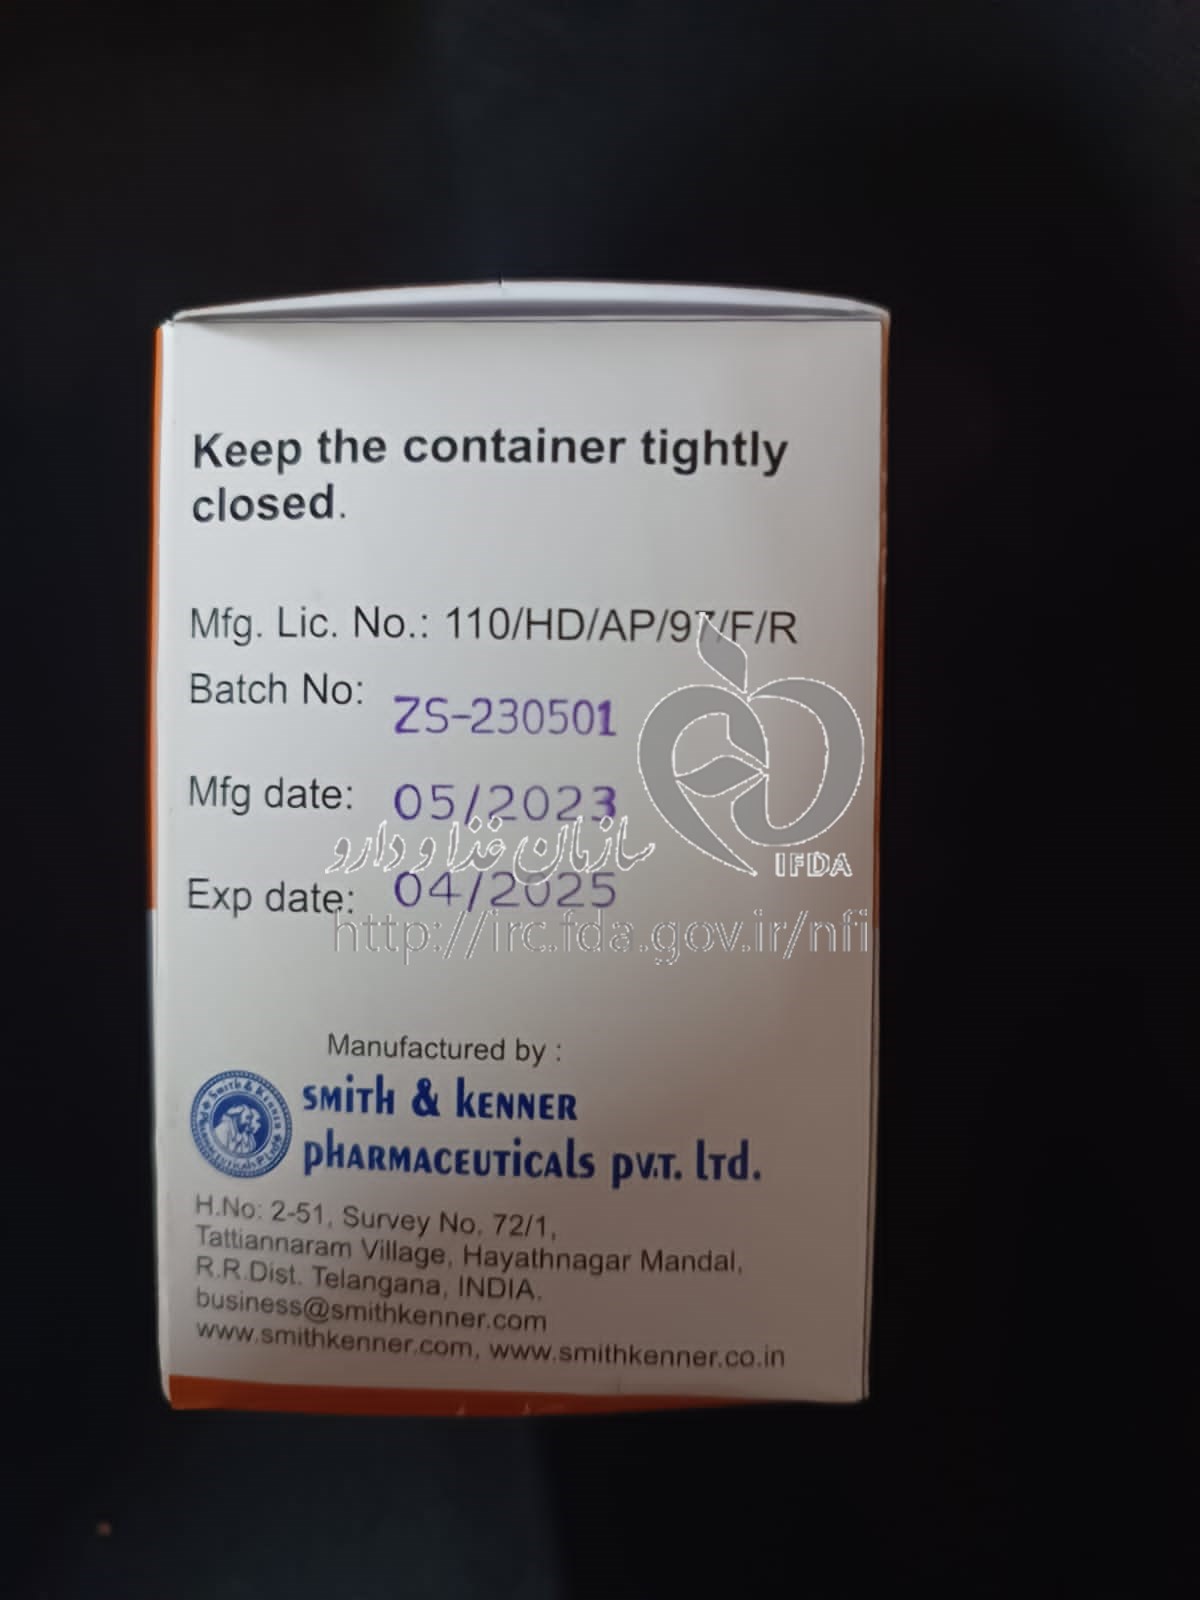 Keep the container tightly
closed.
Mfg. Lic. No.: 110/HD/AP/97/F/R
Batch No: ZS-230501
Mfg date: 05/2023
سازمان غذا و دارو
IFDA
Exp date: 04/2025
http://irc.fda.gov.ir/nfi
Manufactured by :
SMITH & KENNER
PHARMACEUTICALS PVT. LTD.
H.No: 2-51, Survey No. 72/1,
Tattiannaram Village, Hayathnagar Mandal,
R.R.Dist. Telangana, INDIA.
business@smithkenner.com
www.smithkenner.com, www.smithkenner.co.in